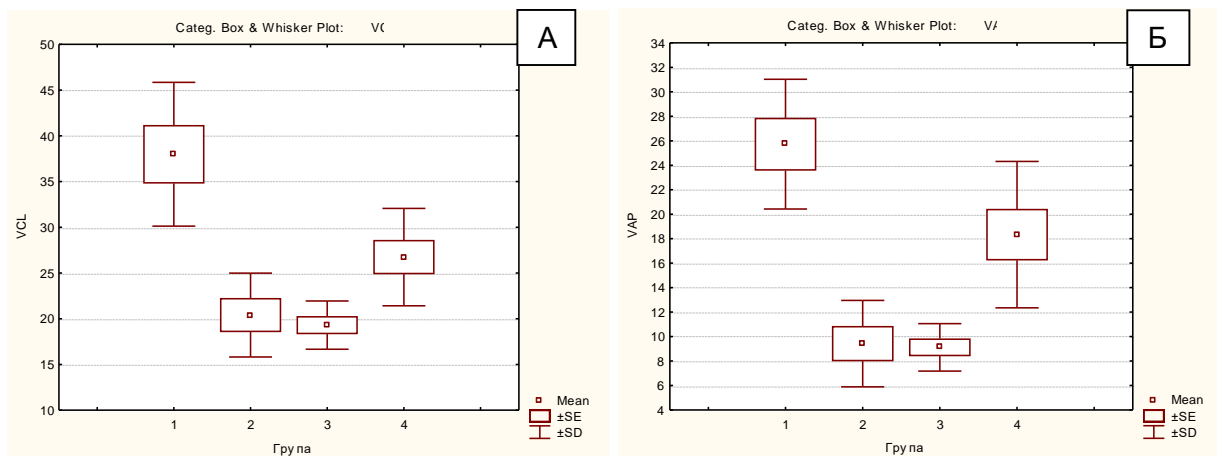 Categ. Box & Whisker Plot: VC
А
50
45
40
35
30
25
20
15
10
VCL
1 2 3 4
Група
Mean
±SE
±SD
Categ. Box & Whisker Plot: VA
Б
34
32
30
28
26
24
22
20
18
16
14
12
10
8
6
4
VAP
1 2 3 4
Група
Mean
±SE
±SD